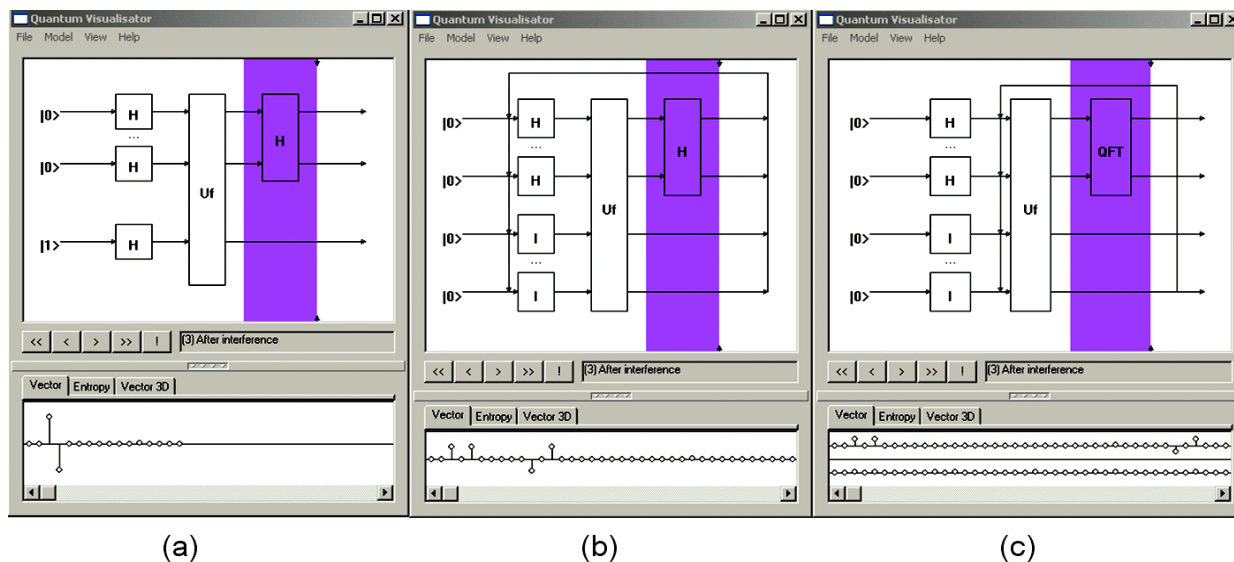 Quantum Visualisator
File Model View Help
|0> H
...
|0> H
H
Uf
|1> H
<< < > >> ! (3) After interference
Vector Entropy Vector 3D
(a)
Quantum Visualisator
File Model View Help
|0> H
...
|0> H
H
Uf
|0> I
...
|0> I
<< < > >> ! (3) After interference
Vector Entropy Vector 3D
(b)
Quantum Visualisator
File Model View Help
|0> H
...
|0> H
QFT
Uf
|0> I
...
|0> I
<< < > >> ! (3) After interference
Vector Entropy Vector 3D
(c)